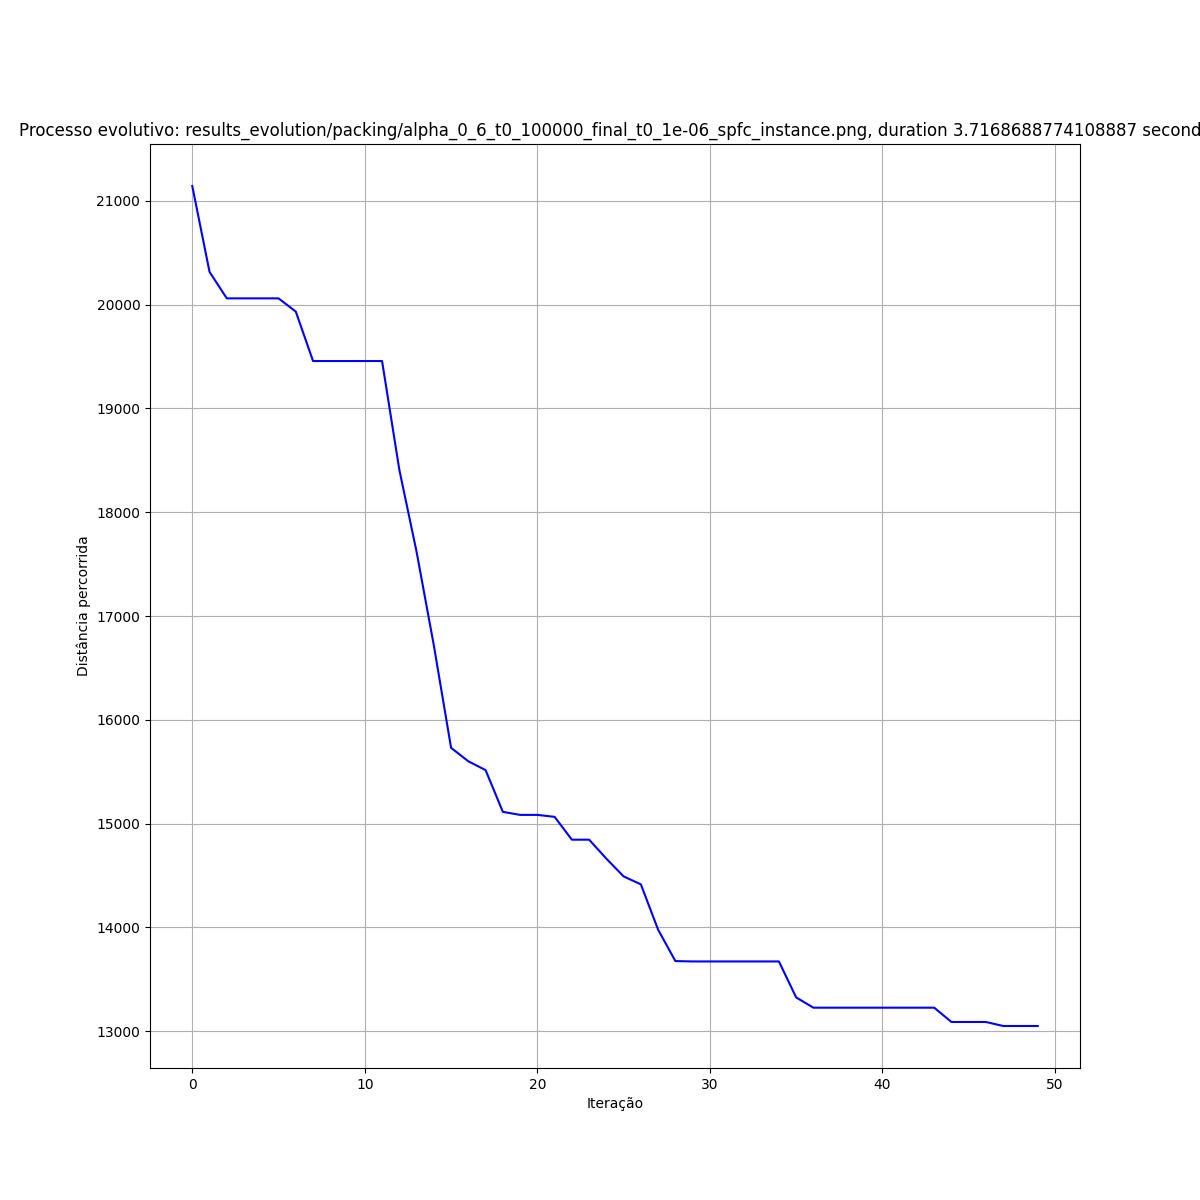 Processo evolutivo: results_evolution/packing/alpha_0_6_t0_100000_final_t0_1e-06_spfc_instance.png, duration 3.7168688774108887 second
21000
20000
19000
18000
17000
16000
15000
14000
13000
Distância percorrida
0 10 20 30 40 50
Iteração